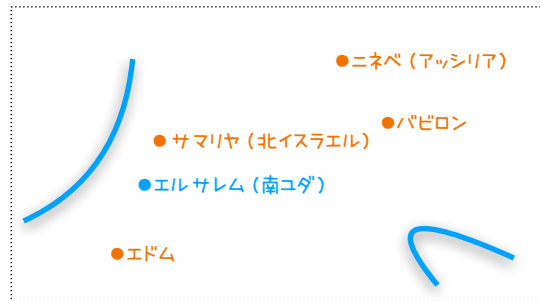 ●ニネベ（アッシリア）
●バビロン
●サマリヤ（北イスラエル）
●エルサレム（南ユダ）
●エドム